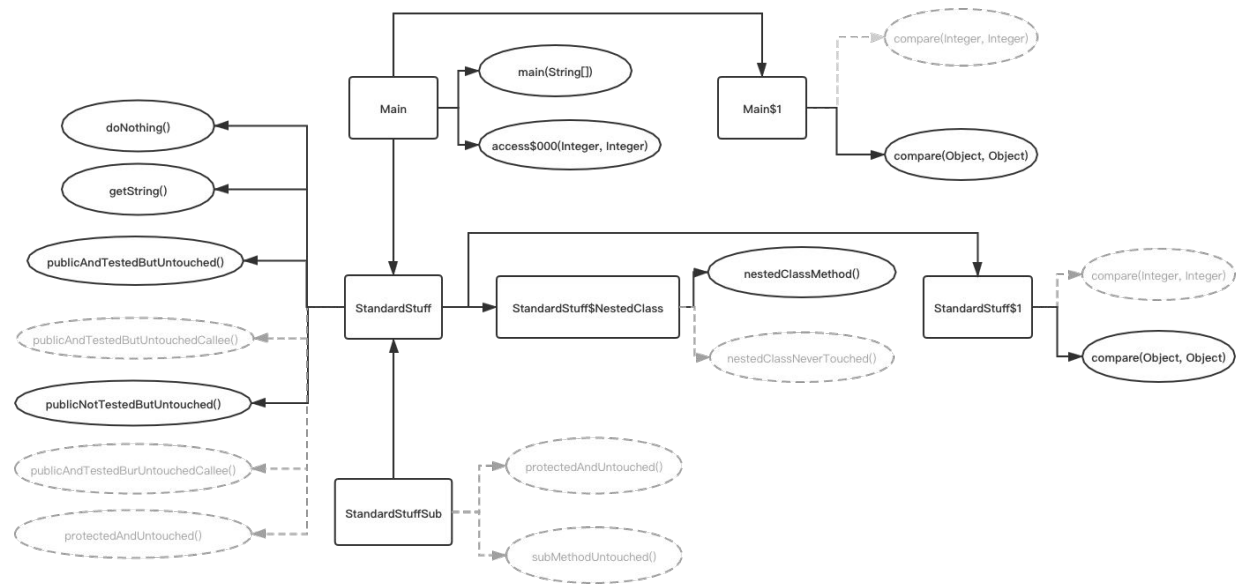 compare(Integer, Integer)
main(String[])
Main
Main$1
doNothing()
access$000(Integer, Integer)
compare(Object, Object)
getString()
publicAndTestedButUntouched()
nestedClassMethod()
compare(Integer, Integer)
StandardStuff
StandardStuff$NestedClass
StandardStuff$1
publicAndTestedButUntouchedCallee()
nestedClassNeverTouched()
compare(Object, Object)
publicNotTestedButUntouched()
publicAndTestedBurUntouchedCallee()
protectedAndUntouched()
StandardStuffSub
protectedAndUntouched()
subMethodUntouched()